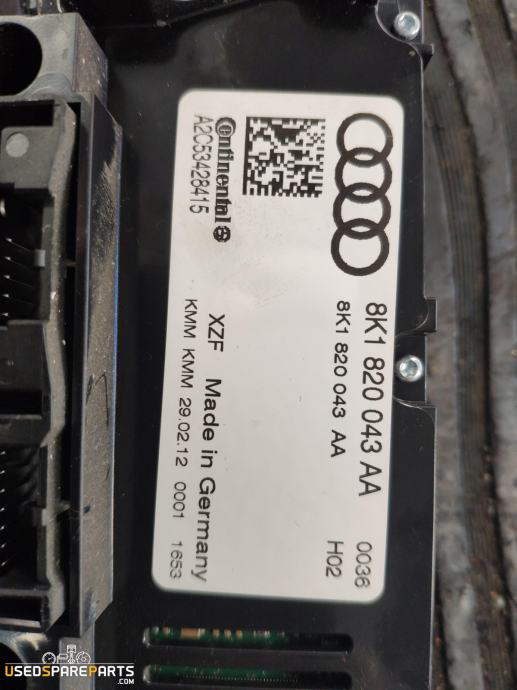 8K1 820 043 AA 0036
8K1 820 043 AA H02
Continental
A2C53428415
XZF Made in Germany
KMM KMM 29.02.12 0001 1653
USEDSPAREPARTS
.COM